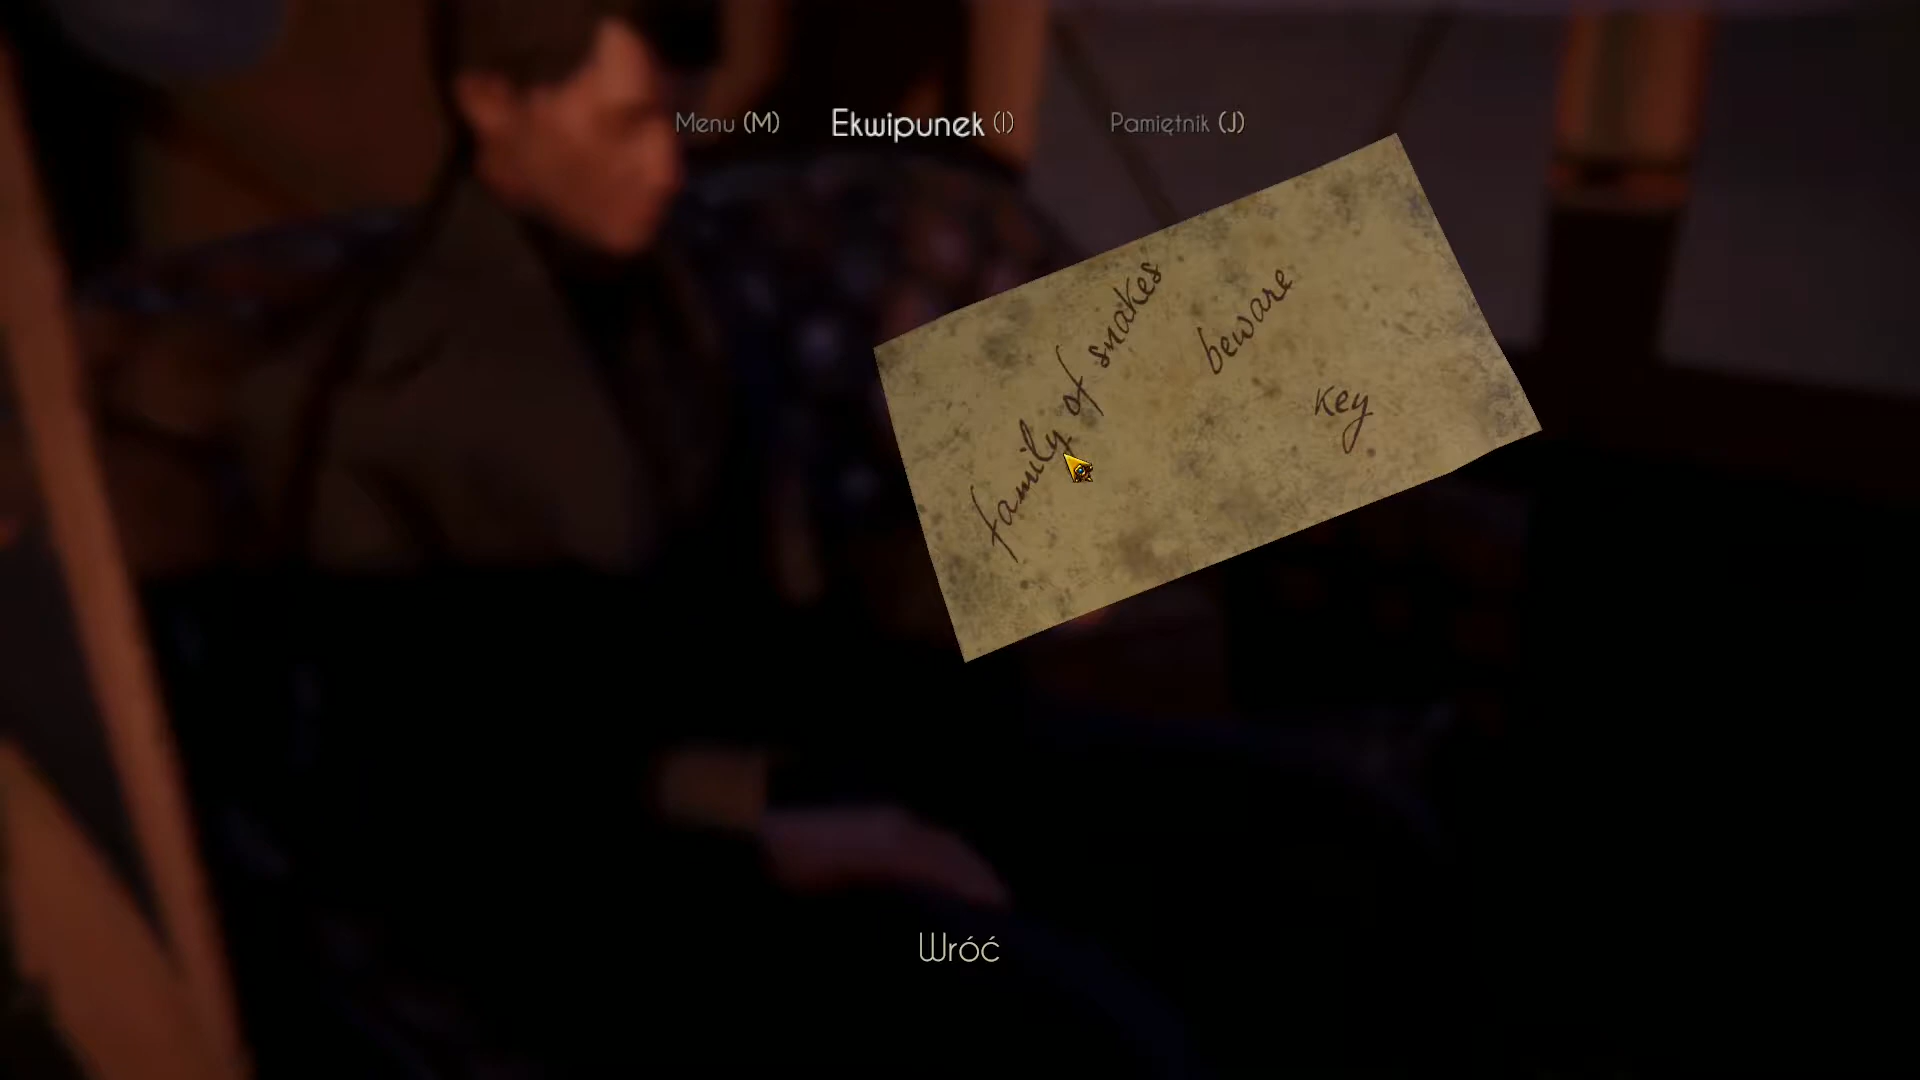 Menu (M) Ekwipunek (I) Pamiętnik (J)
family of snakes
beware
key
Wróć